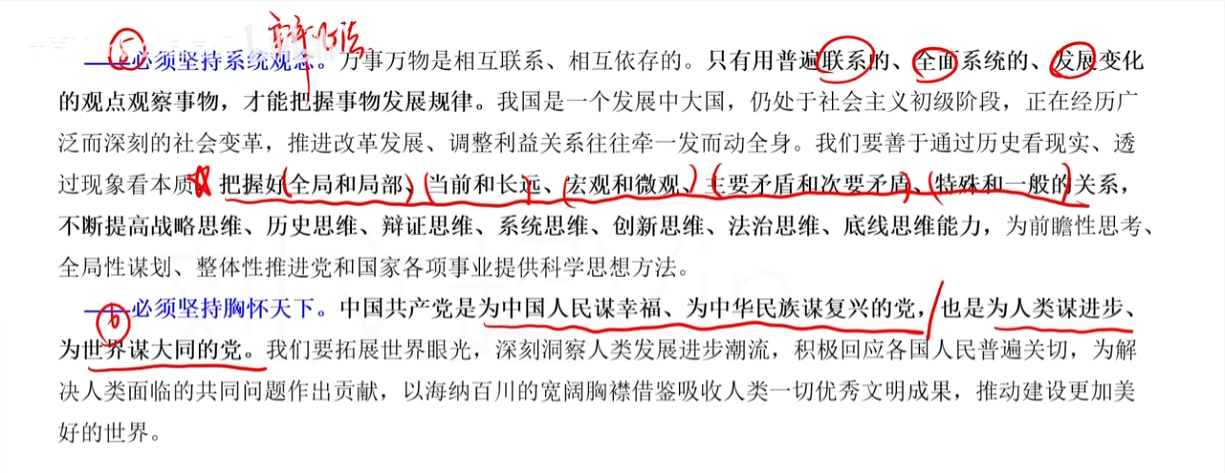 辩证法
⑤
——必须坚持系统观念。万事万物是相互联系、相互依存的。只有用普遍联系的、全面系统的、发展变化
的观点观察事物，才能把握事物发展规律。我国是一个发展中大国，仍处于社会主义初级阶段，正在经历广
泛而深刻的社会变革，推进改革发展、调整利益关系往往牵一发而动全身。我们要善于通过历史看现实、透
过现象看本质，把握好全局和局部、当前和长远、宏观和微观、主要矛盾和次要矛盾、特殊和一般的关系，
不断提高战略思维、历史思维、辩证思维、系统思维、创新思维、法治思维、底线思维能力，为前瞻性思考、
全局性谋划、整体性推进党和国家各项事业提供科学思想方法。
⑥
——必须坚持胸怀天下。中国共产党是为中国人民谋幸福、为中华民族谋复兴的党，也是为人类谋进步、
为世界谋大同的党。我们要拓展世界眼光，深刻洞察人类发展进步潮流，积极回应各国人民普遍关切，为解
决人类面临的共同问题作出贡献，以海纳百川的宽阔胸襟借鉴吸收人类一切优秀文明成果，推动建设更加美
好的世界。